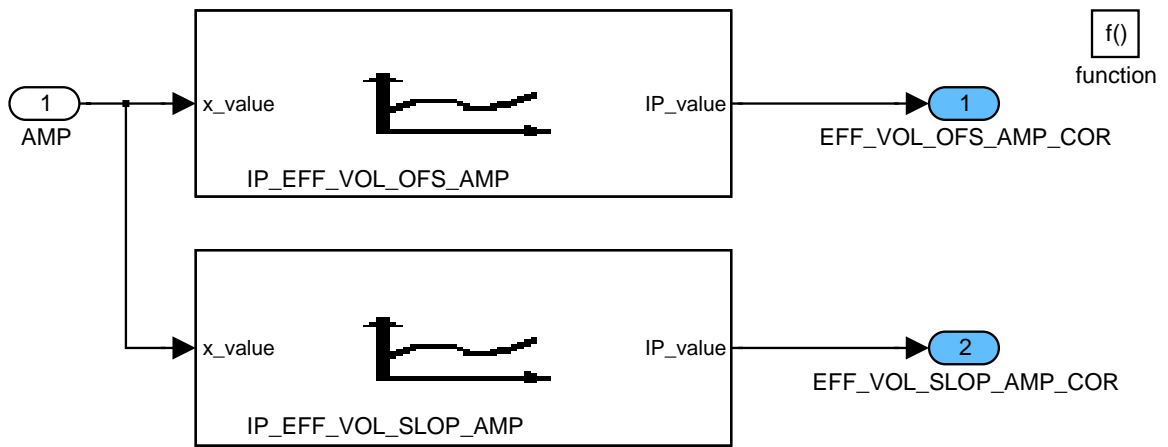 f()
function
1
AMP
x_value
IP_value
IP_EFF_VOL_OFS_AMP
1
EFF_VOL_OFS_AMP_COR
x_value
IP_value
IP_EFF_VOL_SLOP_AMP
2
EFF_VOL_SLOP_AMP_COR